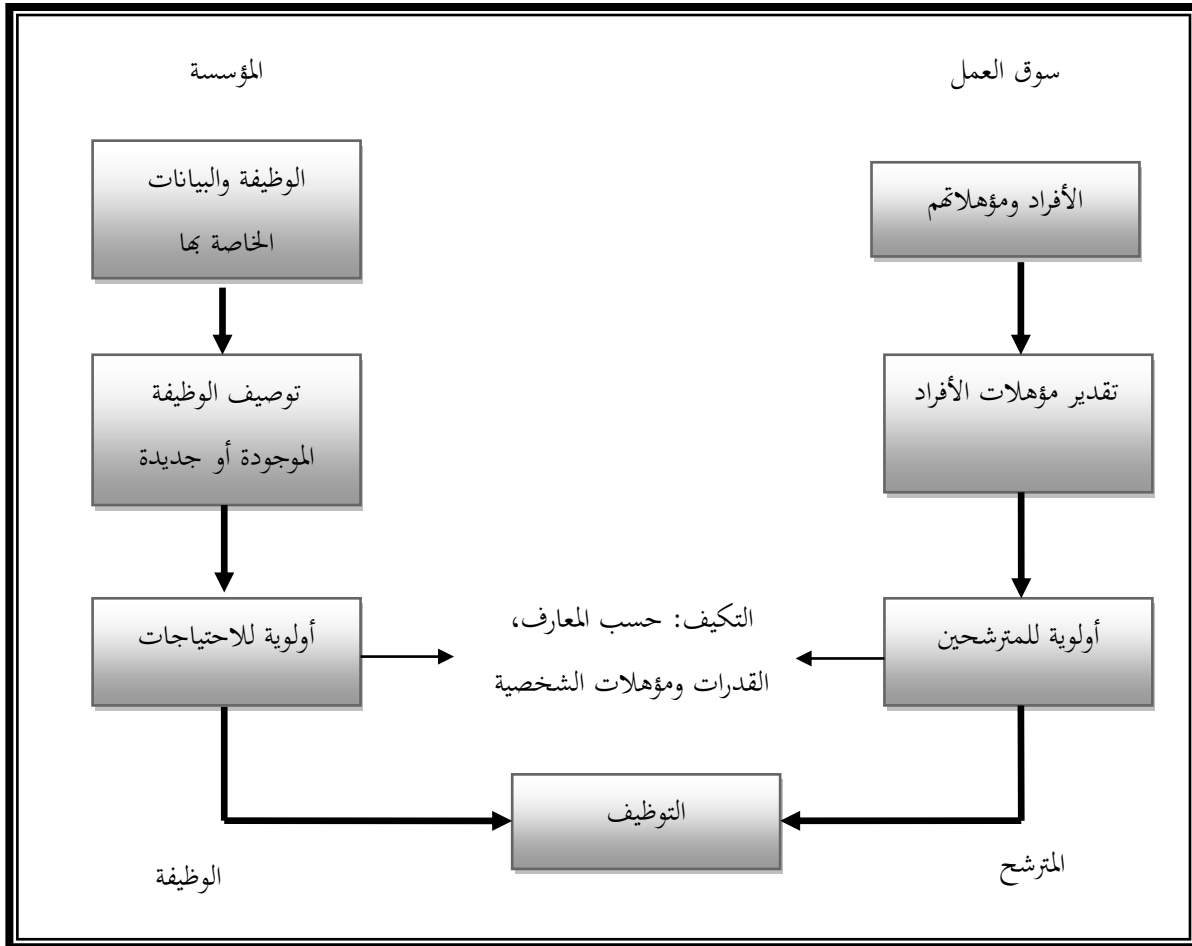 سوق العمل
المؤسسة
الأفراد ومؤهلاتهم
الوظيفة والبيانات
الخاصة بها
تقدير مؤهلات الأفراد
توصيف الوظيفة
الموجودة أو جديدة
أولوية للمترشحين
التكيف: حسب المعارف،
القدرات ومؤهلات الشخصية
أولوية للاحتياجات
التوظيف
المترشح
الوظيفة